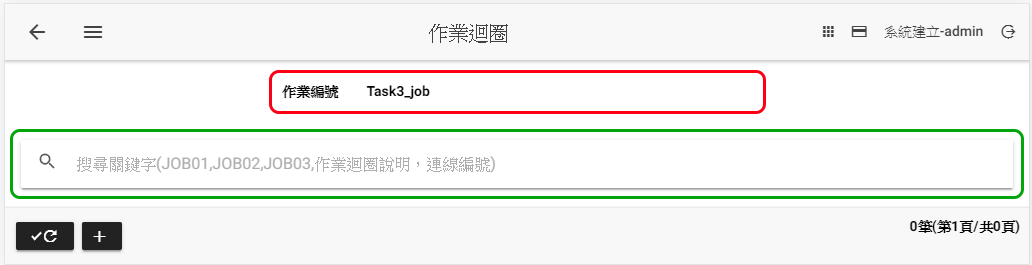 作業迴圈
系統建立-admin
作業編號 Task3_job
搜尋關鍵字(JOB01,JOB02,JOB03,作業迴圈說明，連線編號)
0筆(第1頁/共0頁)